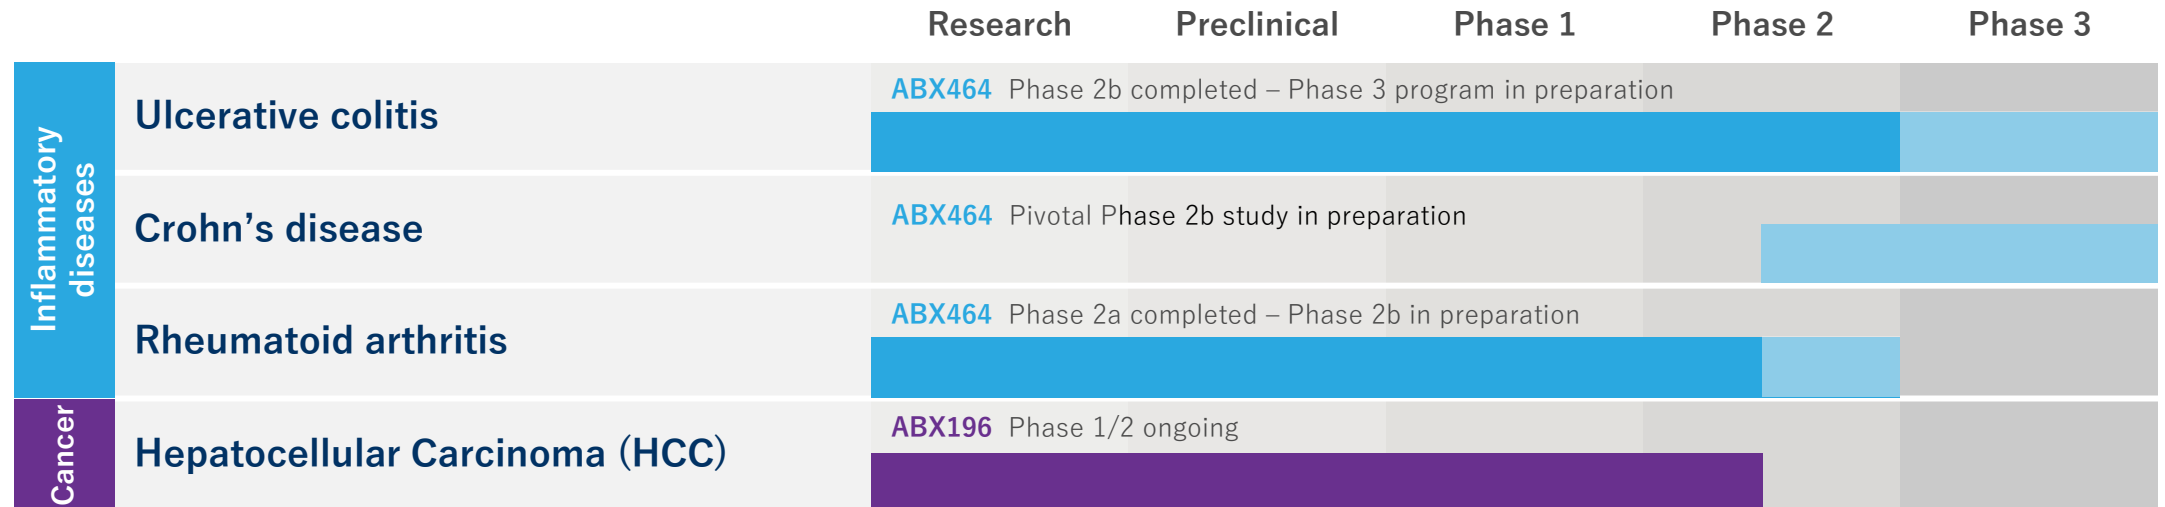 Research Preclinical Phase 1 Phase 2 Phase 3
Inflammatory
diseases
Ulcerative colitis
ABX464 Phase 2b completed – Phase 3 program in preparation
Crohn’s disease
ABX464 Pivotal Phase 2b study in preparation
Rheumatoid arthritis
ABX464 Phase 2a completed – Phase 2b in preparation
Cancer
Hepatocellular Carcinoma (HCC)
ABX196 Phase 1/2 ongoing